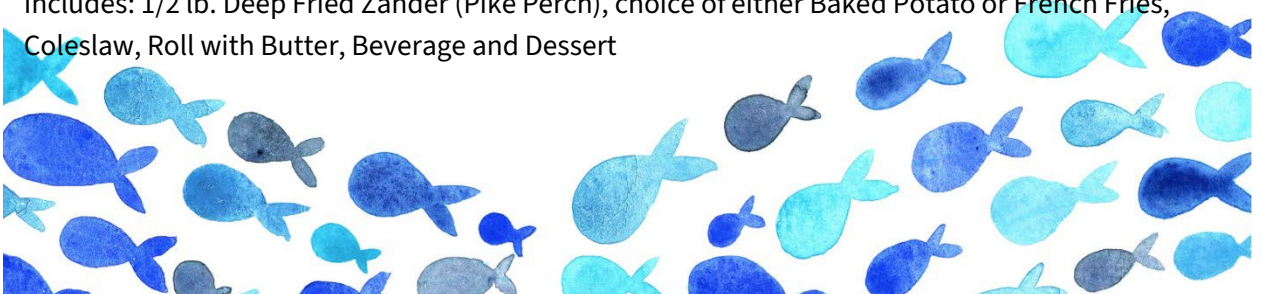 Includes: 1/2 lb. Deep Fried Zander (Pike Perch), choice of either Baked Potato or French Fries,
Coleslaw, Roll with Butter, Beverage and Dessert